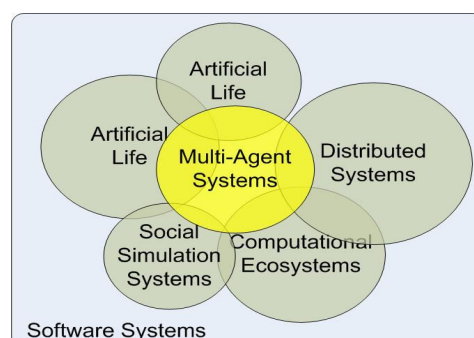 Artificial
Life
Artificial
Life
Multi-Agent
Systems
Distributed
Systems
Social
Simulation
Systems
Computational
Ecosystems
Software Systems